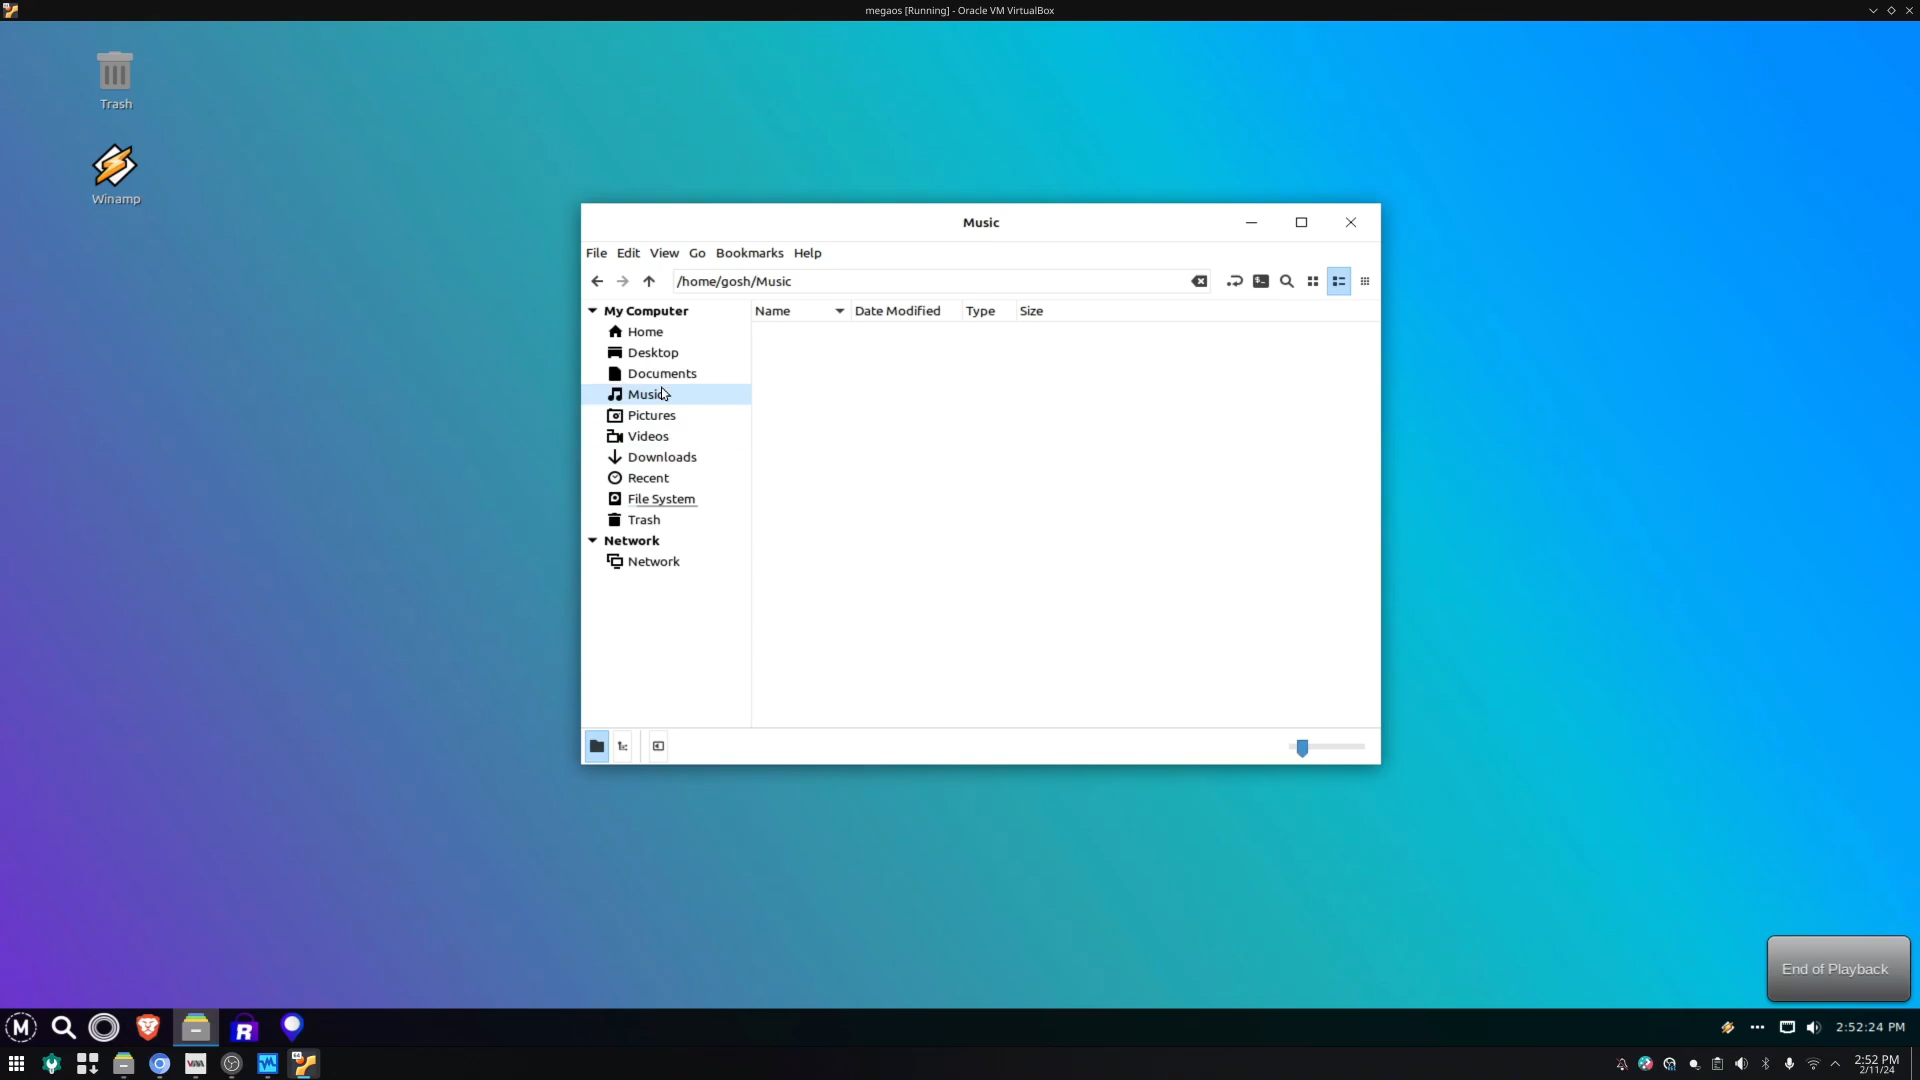 megaos [Running] - Oracle VM VirtualBox
Trash
Winamp
Music
File Edit View Go Bookmarks Help
/home/gosh/Music
My Computer
Home
Desktop
Documents
Music
Pictures
Videos
Downloads
Recent
File System
Trash
Network
Network
Name Date Modified Type Size
End of Playback
M
R
2:52:24 PM
64
2:52 PM
2/11/24